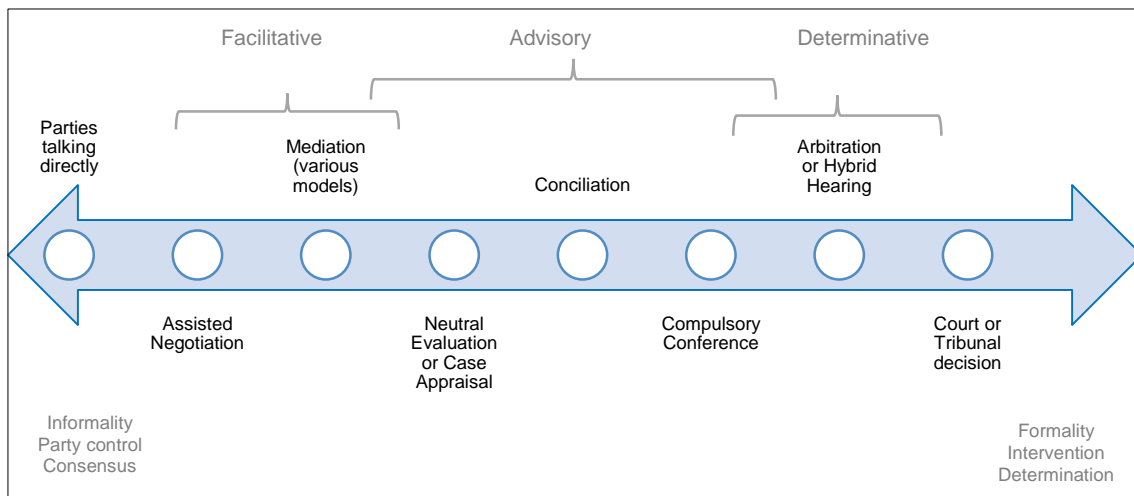 Facilitative
Advisory
Determinative
Parties
talking
directly
Mediation
(various
models)
Conciliation
Arbitration
or Hybrid
Hearing
Assisted
Negotiation
Neutral
Evaluation
or Case
Appraisal
Compulsory
Conference
Court or
Tribunal
decision
Informality
Party control
Consensus
Formality
Intervention
Determination